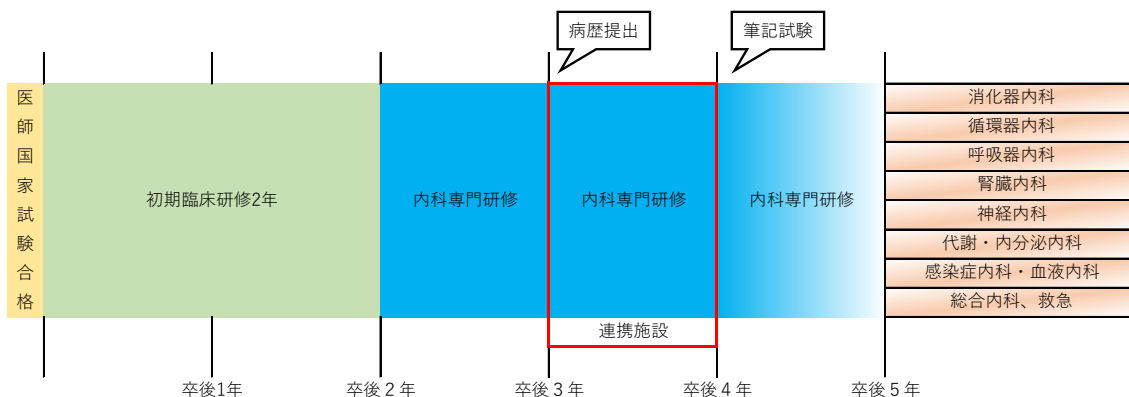 病歴提出
筆記試験
医師国家試験合格
初期臨床研修2年
内科専門研修
内科専門研修
内科専門研修
消化器内科
循環器内科
呼吸器内科
腎臓内科
神経内科
代謝・内分泌内科
感染症内科・血液内科
総合内科、救急
連携施設
卒後1年
卒後2年
卒後3年
卒後4年
卒後5年